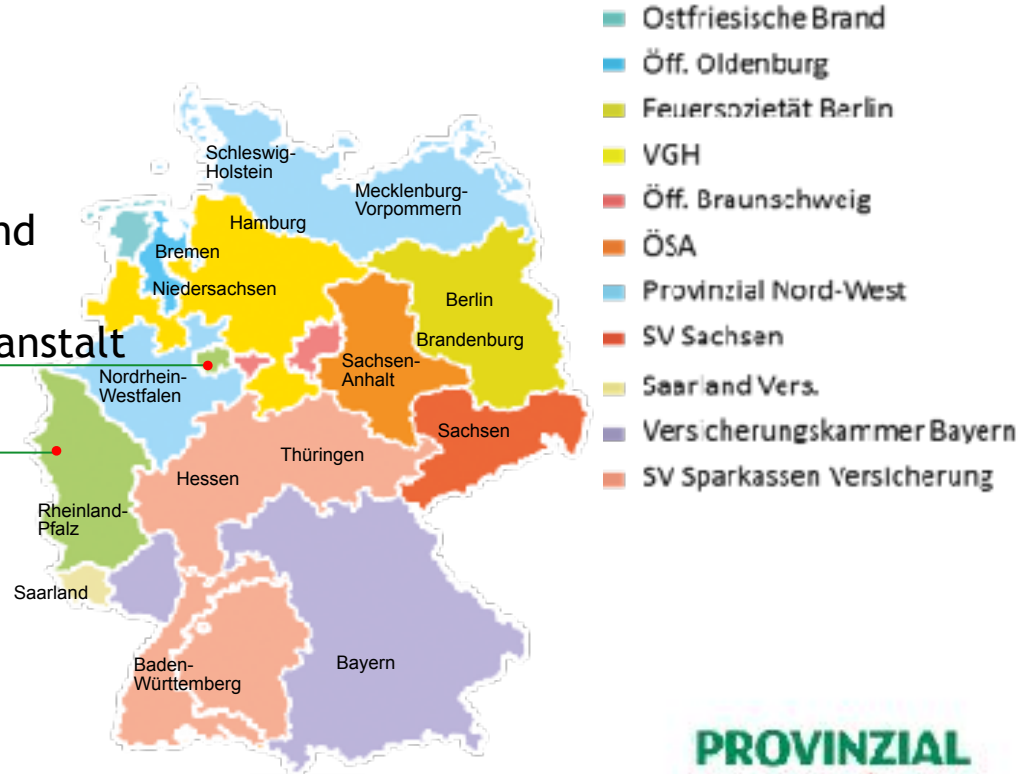 Ostfriesische Brand
Öff. Oldenburg
Feuersozietät Berlin
VGH
Öff. Braunschweig
ÖSA
Provinzial Nord-West
SV Sachsen
Saarland Vers.
Versicherungskammer Bayern
SV Sparkassen Versicherung
Schleswig-
Holstein
Mecklenburg-
Vorpommern
nd
Hamburg
Bremen
Niedersachsen
Berlin
anstalt
Brandenburg
Sachsen-
Anhalt
Nordrhein-
Westfalen
Sachsen
Thüringen
Hessen
Rheinland-
Pfalz
Saarland
Baden-
Württemberg
Bayern
PROVINZIAL